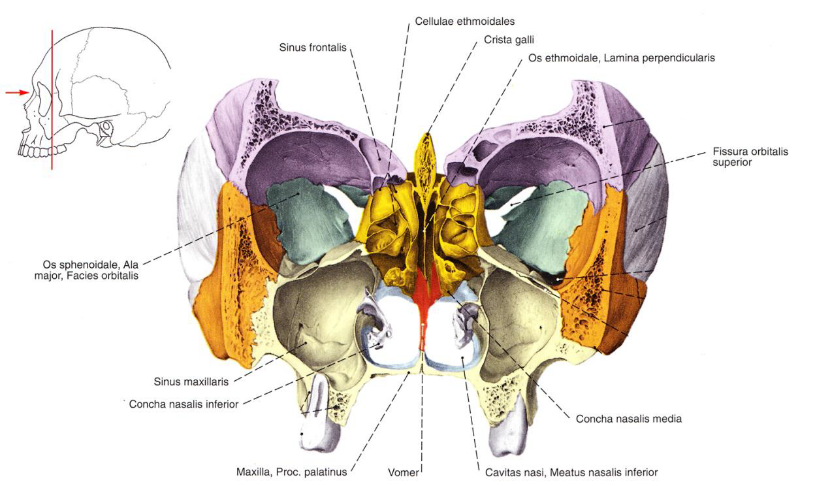 Cellulae ethmoidales
Sinus frontalis
Crista galli
Os ethmoidale, Lamina perpendicularis
Fissura orbitalis
superior
Os sphenoidale, Ala
major, Facies orbitalis
Sinus maxillaris
Concha nasalis inferior
Concha nasalis media
Maxilla, Proc. palatinus
Vomer
Cavitas nasi, Meatus nasalis inferior